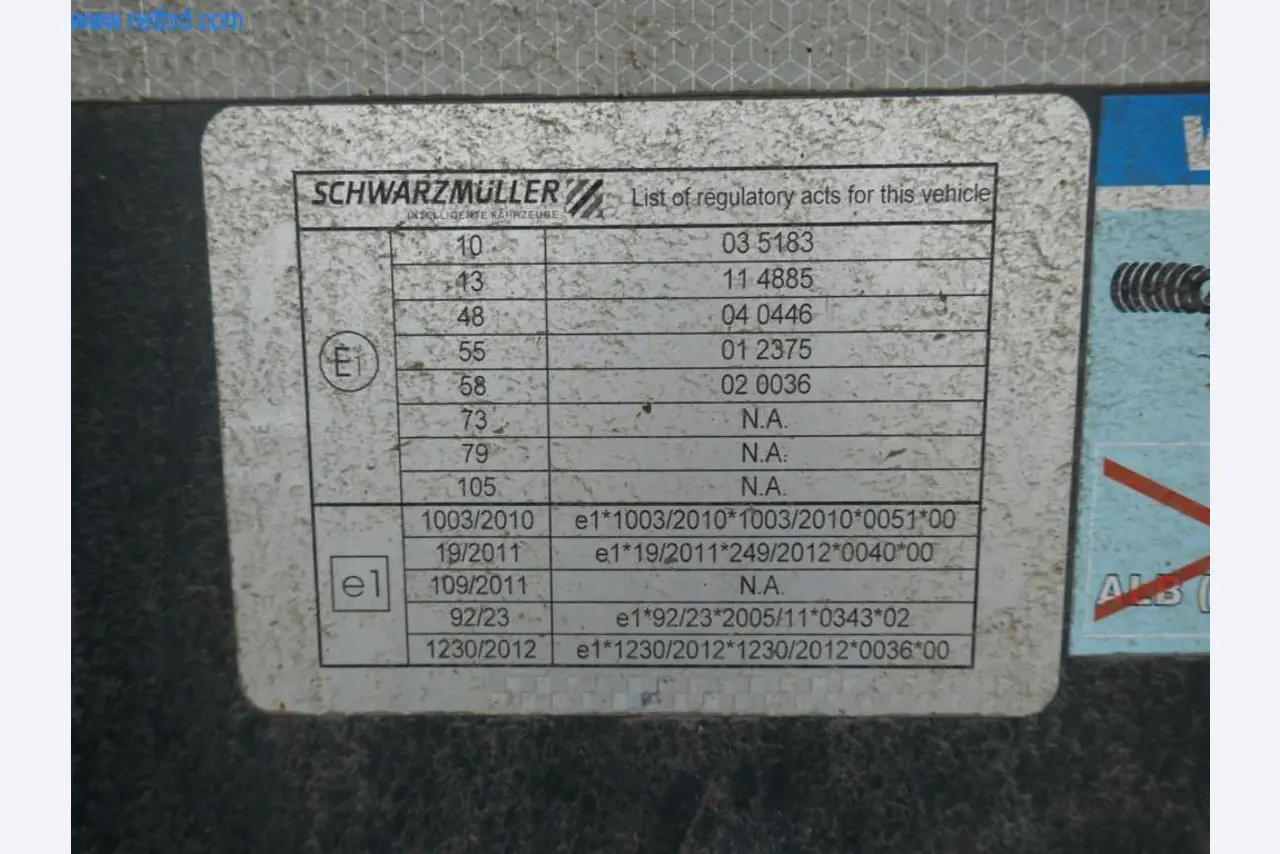 www.netbid.com
SCHWARZMÜLLER
INTELLIGENTE FAHRZEUGE
List of regulatory acts for this vehicle
E1
10 03 5183
13 11 4885
48 04 0446
55 01 2375
58 02 0036
73 N.A.
79 N.A.
105 N.A.
e1
1003/2010 e1*1003/2010*1003/2010*0051*00
19/2011 e1*19/2011*249/2012*0040*00
109/2011 N.A.
92/23 e1*92/23*2005/11*0343*02
1230/2012 e1*1230/2012*1230/2012*0036*00
ALB (